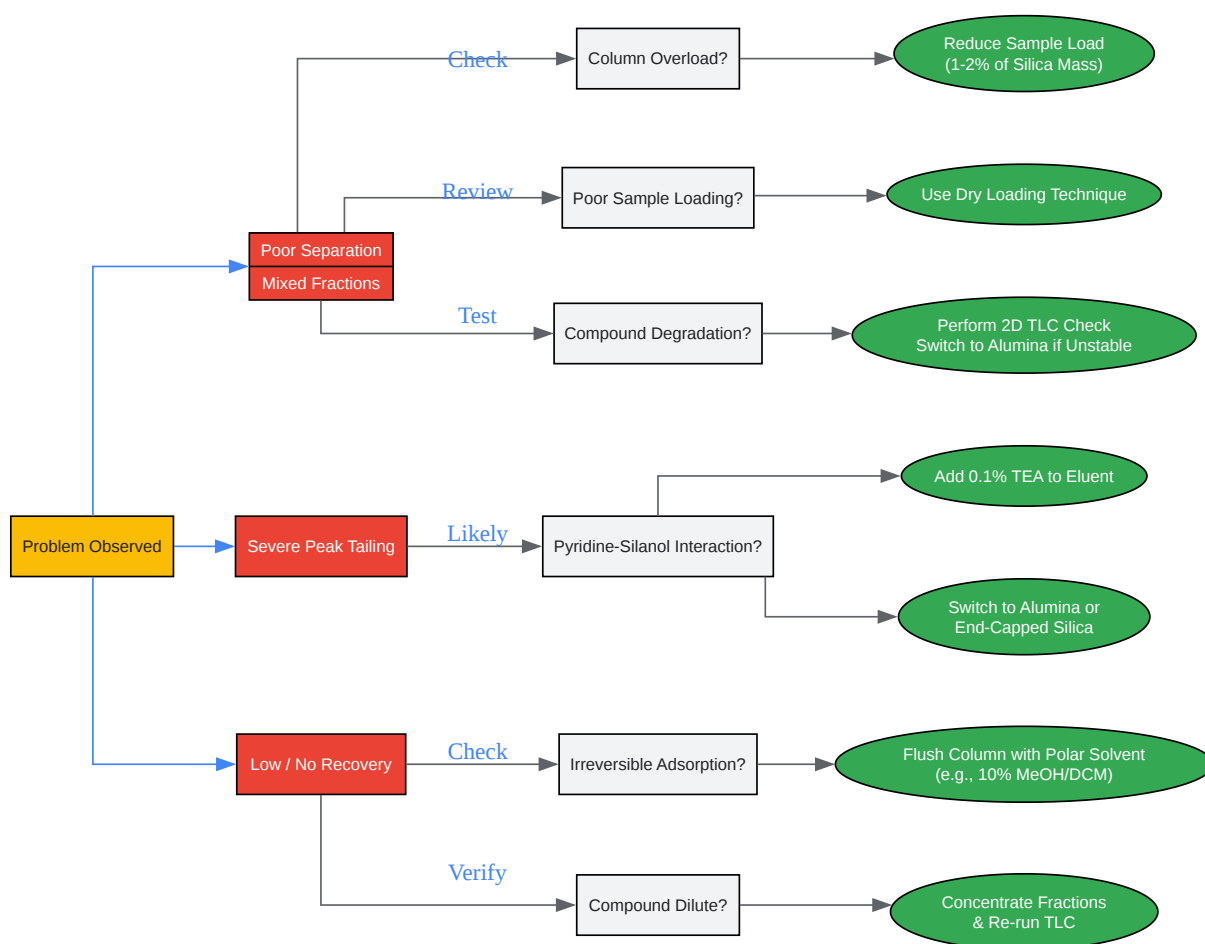 Check
Column Overload?
Reduce Sample Load
(1-2% of Silica Mass)
Review
Poor Sample Loading?
Use Dry Loading Technique
Poor Separation
Mixed Fractions
Test
Compound Degradation?
Perform 2D TLC Check
Switch to Alumina if Unstable
Add 0.1% TEA to Eluent
Problem Observed
Severe Peak Tailing
Likely
Pyridine-Silanol Interaction?
Switch to Alumina or
End-Capped Silica
Low / No Recovery
Check
Irreversible Adsorption?
Flush Column with Polar Solvent
(e.g., 10% MeOH/DCM)
Verify
Compound Dilute?
Concentrate Fractions
& Re-run TLC